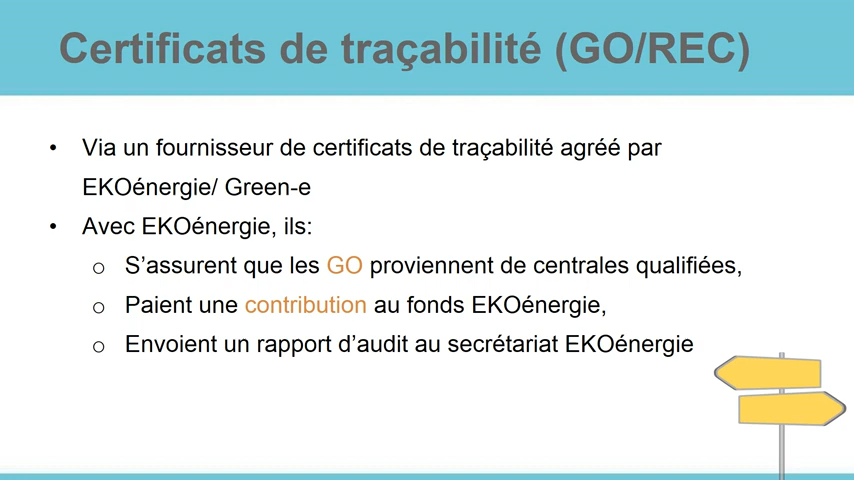 Certificats de traçabilité (GO/REC)
• Via un fournisseur de certificats de traçabilité agréé par
EKOénergie/ Green-e
• Avec EKOénergie, ils:
o S’assurent que les GO proviennent de centrales qualifiées,
o Paient une contribution au fonds EKOénergie,
o Envoient un rapport d’audit au secrétariat EKOénergie